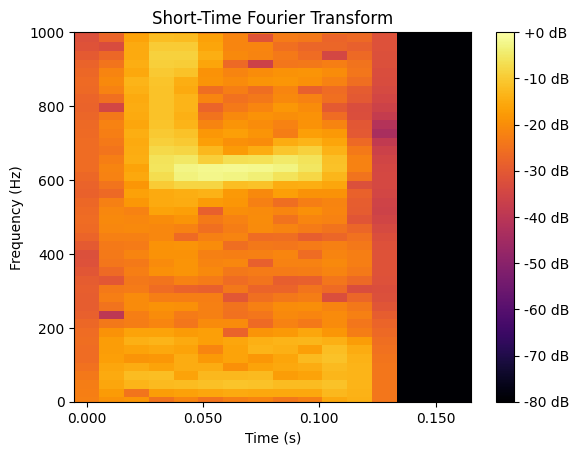 Short-Time Fourier Transform
Frequency (Hz)
1000
800
600
400
200
0
0.000
0.050
0.100
0.150
Time (s)
+0 dB
-10 dB
-20 dB
-30 dB
-40 dB
-50 dB
-60 dB
-70 dB
-80 dB